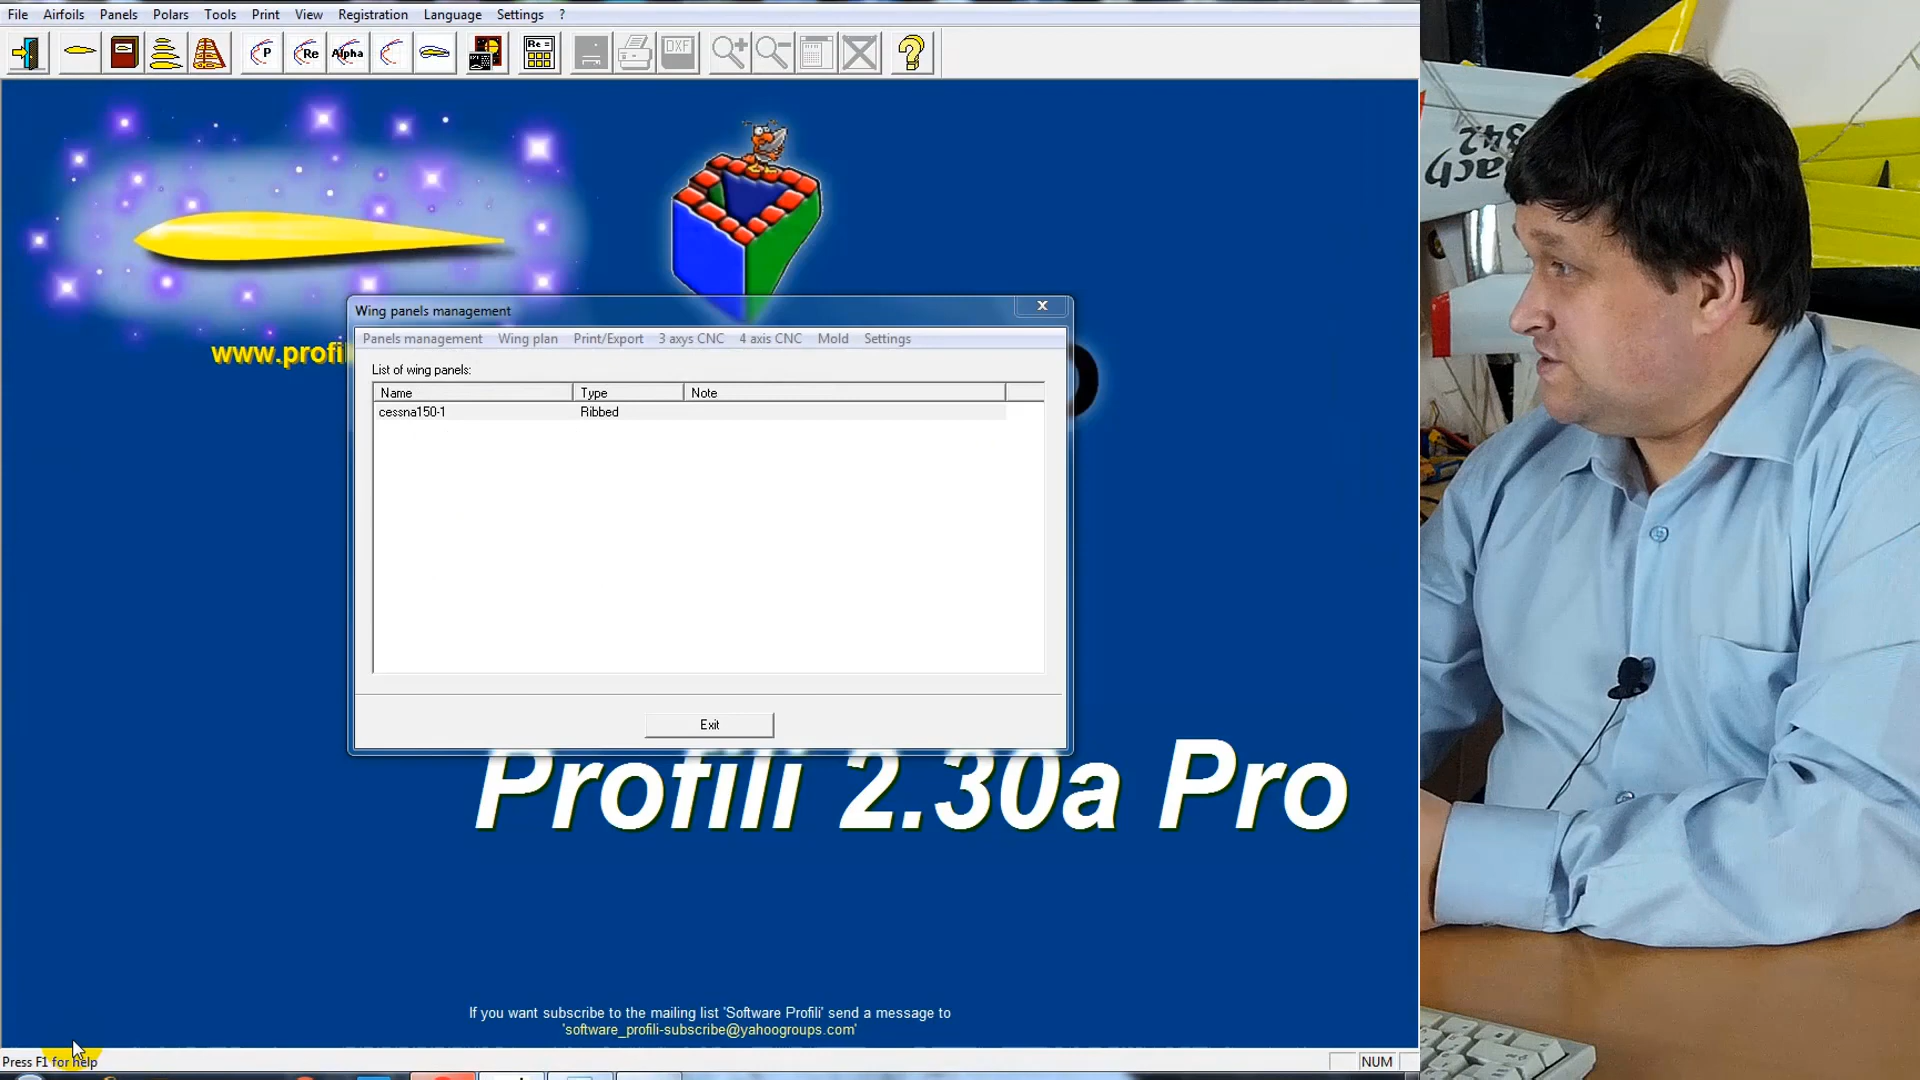 File Airfoils Panels Polars Tools Print View Registration Language Settings ?
P Re Alpha Re = DXF
www.profi
Wing panels management
x
Panels management Wing plan Print/Export 3 axys CNC 4 axis CNC Mold Settings
List of wing panels:
Name Type Note
cessna150-1 Ribbed
Exit
Profili 2.30a Pro
If you want subscribe to the mailing list 'Software Profili' send a message to
'software_profili-subscribe@yahoogroups.com'
Press F1 for help
NUM
342